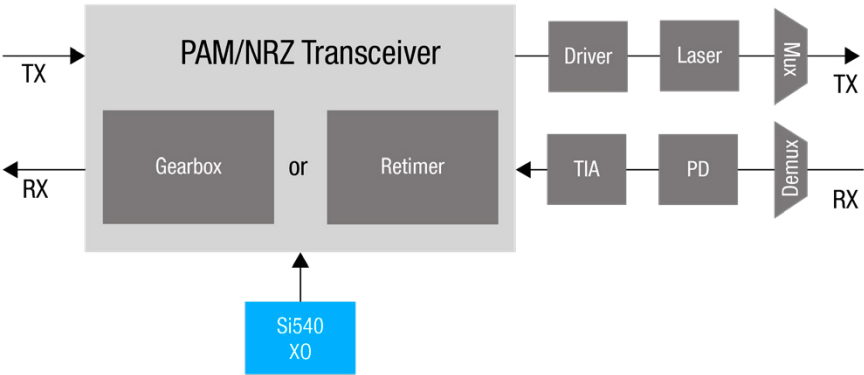 PAM/NRZ Transceiver
TX
Driver
Laser
Mux
TX
Gearbox
or
Retimer
RX
TIA
PD
Demux
RX
Si540
XO